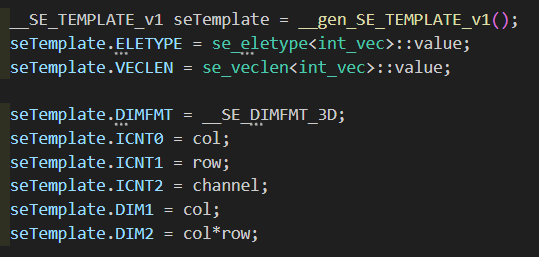 __SE_TEMPLATE_v1 seTemplate = __gen_SE_TEMPLATE_v1();
seTemplate.ELETYPE = se_eletype<int_vec>::value;
seTemplate.VECLEN = se_veclen<int_vec>::value;
seTemplate.DIMFMT = __SE_DIMFMT_3D;
seTemplate.ICNT0 = col;
seTemplate.ICNT1 = row;
seTemplate.ICNT2 = channel;
seTemplate.DIM1 = col;
seTemplate.DIM2 = col*row;